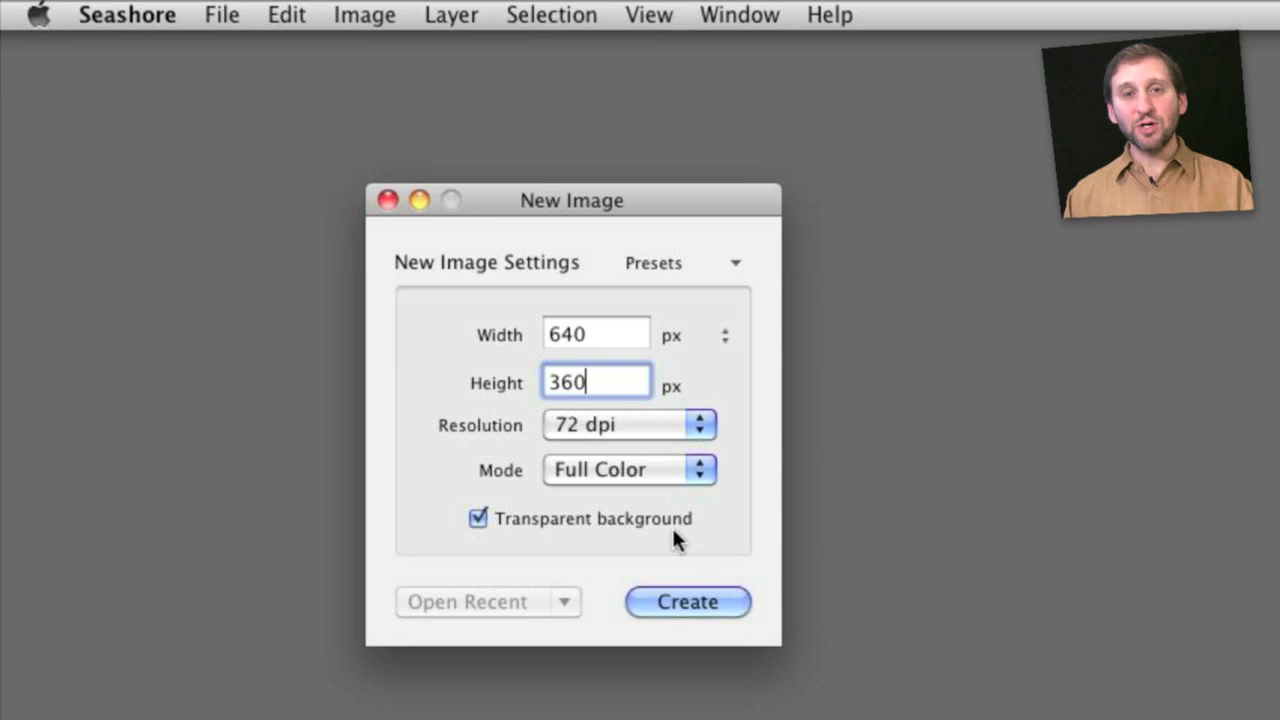 Seashore File Edit Image Layer Selection View Window Help
New Image
New Image Settings Presets
Width 640 px
Height 360 px
Resolution 72 dpi
Mode Full Color
Transparent background
Open Recent Create